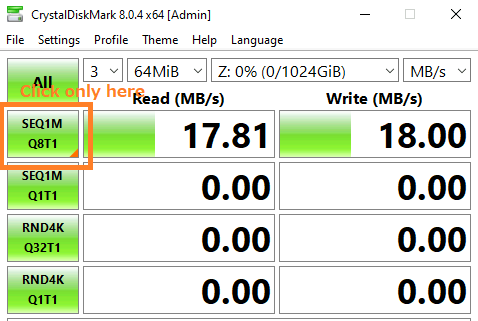 CrystalDiskMark 8.0.4 x64 [Admin]
File Settings Profile Theme Help Language
All 3 64MiB Z: 0% (0/1024GiB) MB/s
Click only here
Read (MB/s) Write (MB/s)
SEQ1M
Q8T1
17.81 18.00
SEQ1M
Q1T1
0.00 0.00
RND4K
Q32T1
0.00 0.00
RND4K
Q1T1
0.00 0.00